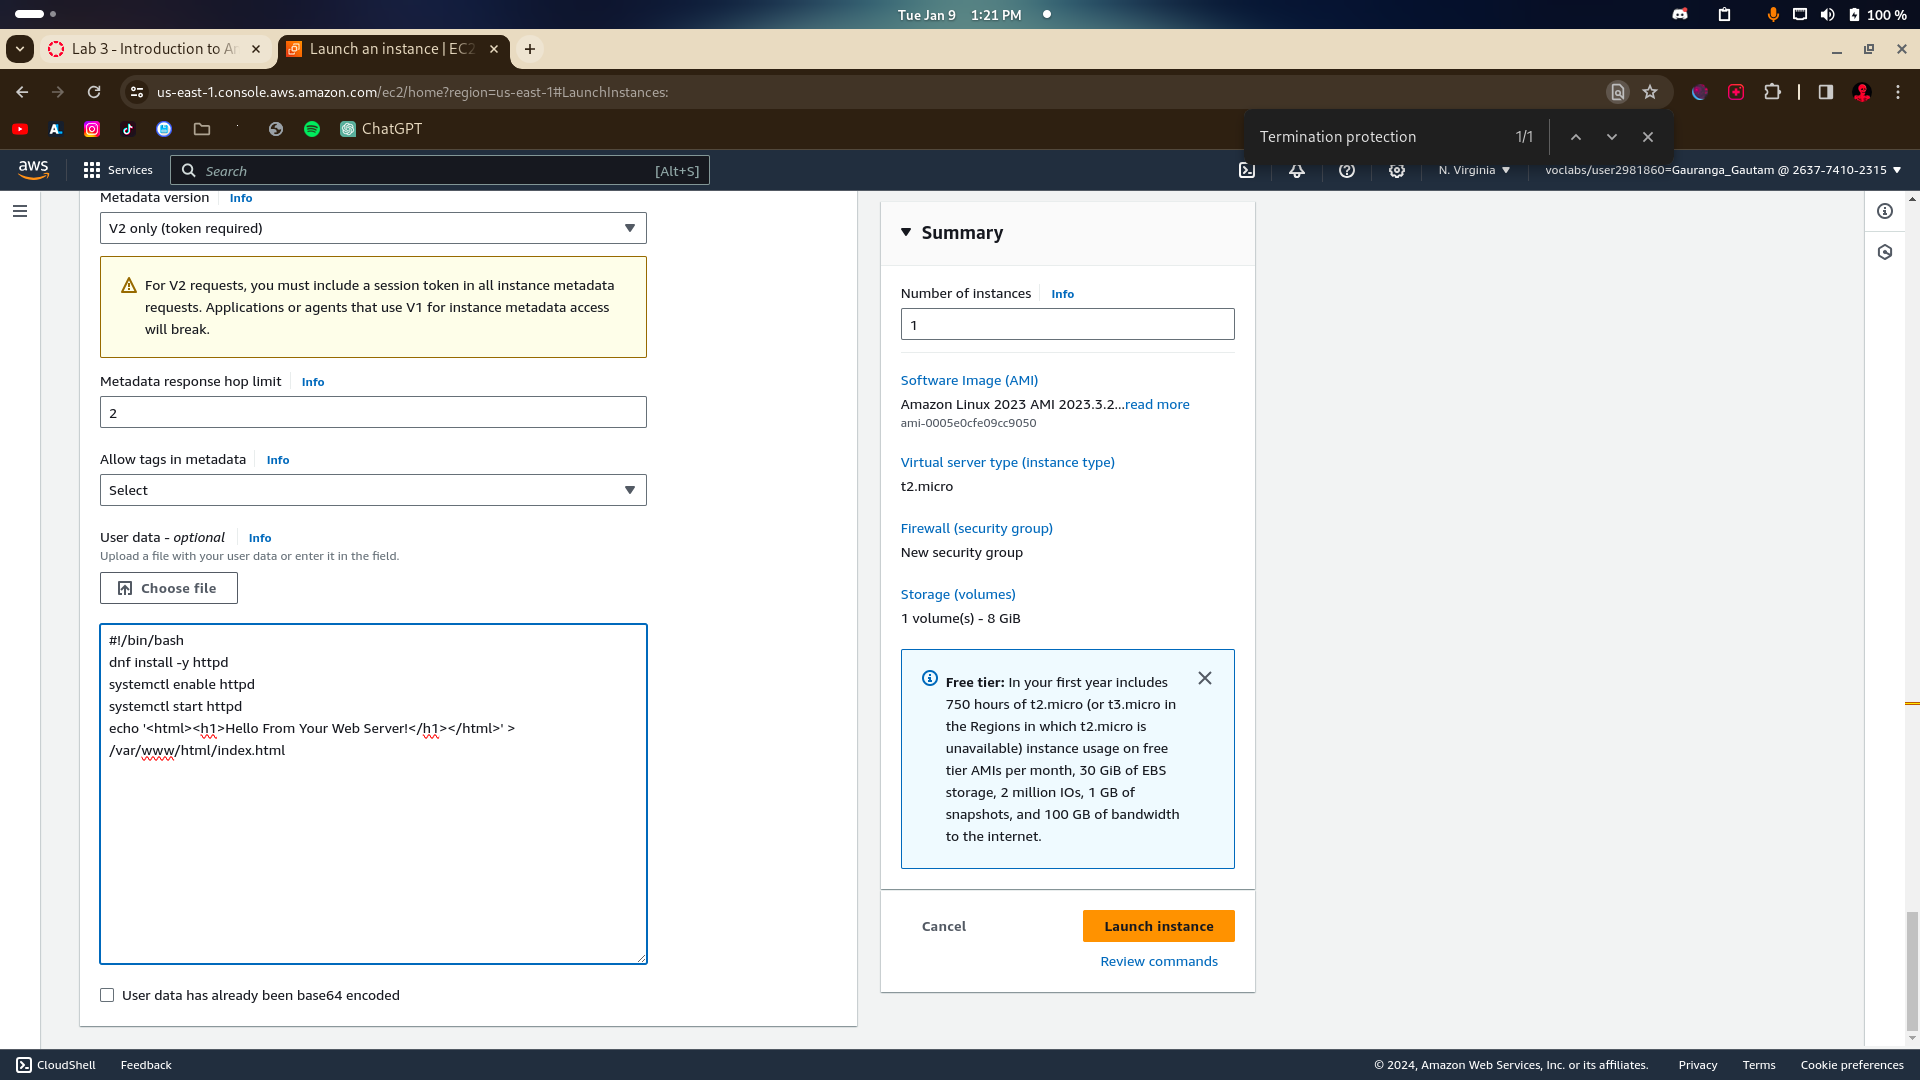 Tue Jan 9 1:21 PM
100 %
Lab 3 - Introduction to Am
Launch an instance | EC2
us-east-1.console.aws.amazon.com/ec2/home?region=us-east-1#LaunchInstances:
ChatGPT
Termination protection 1/1
aws
Services
Search [Alt+S]
N. Virginia
voclabs/user2981860=Gauranga_Gautam @ 2637-7410-2315
Metadata version Info
V2 only (token required)
For V2 requests, you must include a session token in all instance metadata
requests. Applications or agents that use V1 for instance metadata access
will break.
Metadata response hop limit Info
2
Allow tags in metadata Info
Select
User data - optional Info
Upload a file with your user data or enter it in the field.
Choose file
#!/bin/bash
dnf install -y httpd
systemctl enable httpd
systemctl start httpd
echo '<html><h1>Hello From Your Web Server!</h1></html>' >
/var/www/html/index.html
User data has already been base64 encoded
Summary
Number of instances Info
1
Software Image (AMI)
Amazon Linux 2023 AMI 2023.3.2...read more
ami-0005e0cfe09cc9050
Virtual server type (instance type)
t2.micro
Firewall (security group)
New security group
Storage (volumes)
1 volume(s) - 8 GiB
Free tier: In your first year includes
750 hours of t2.micro (or t3.micro in
the Regions in which t2.micro is
unavailable) instance usage on free
tier AMIs per month, 30 GiB of EBS
storage, 2 million IOs, 1 GB of
snapshots, and 100 GB of bandwidth
to the internet.
Cancel
Launch instance
Review commands
CloudShell
Feedback
© 2024, Amazon Web Services, Inc. or its affiliates.
Privacy
Terms
Cookie preferences